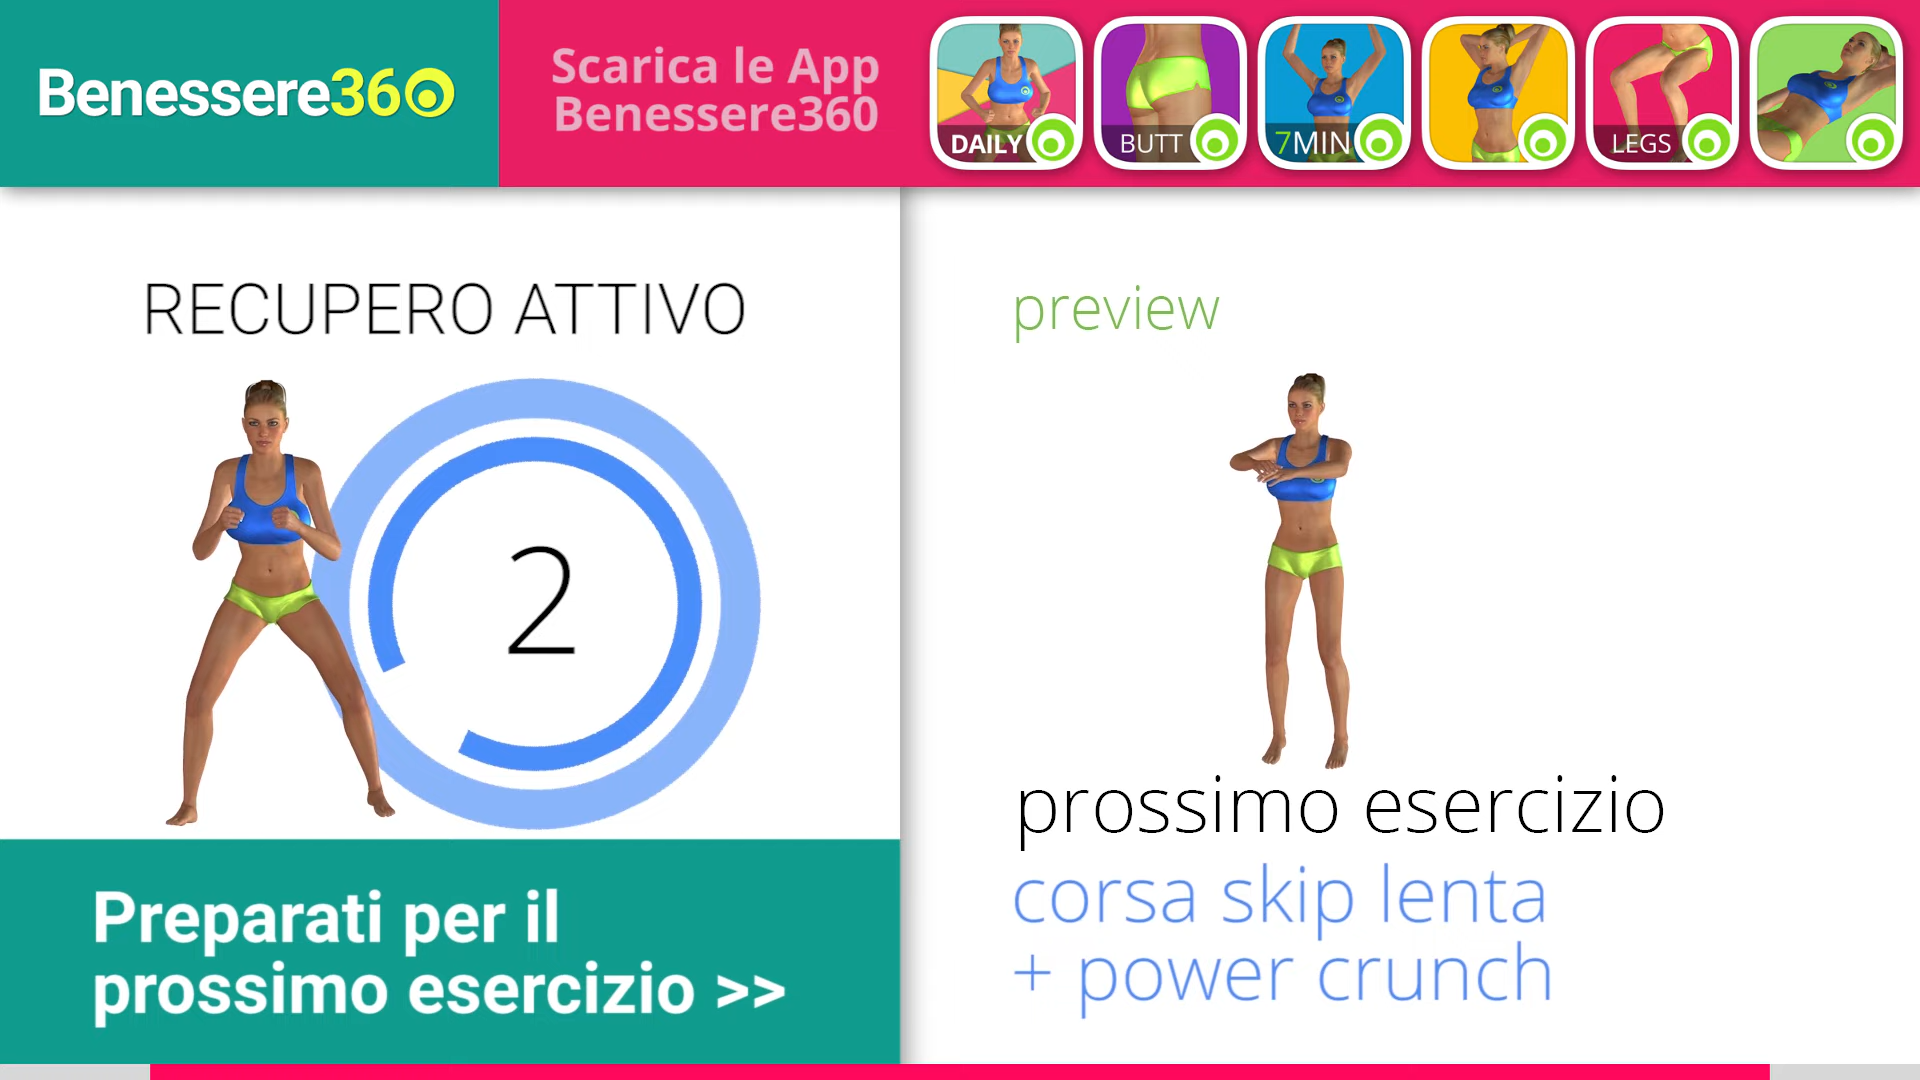 Benessere360
Scarica le App
Benessere360
DAILY
BUTT
7MIN
LEGS
RECUPERO ATTIVO
2
Preparati per il
prossimo esercizio >>
preview
prossimo esercizio
corsa skip lenta
+ power crunch